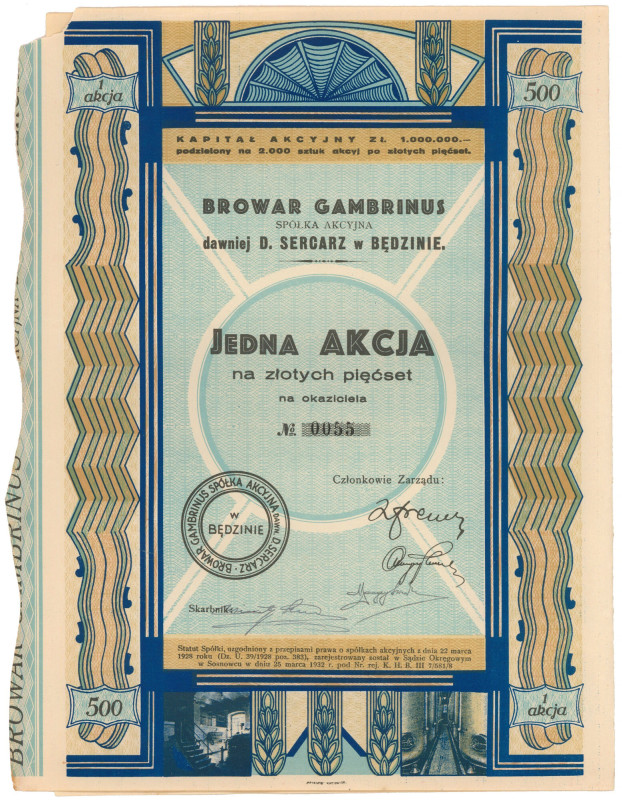 1
akcja
500
KAPITAŁ AKCYJNY ZŁ. 1.000.000.—
podzielony na 2.000 sztuk akcyj po złotych pięćset.
BROWAR GAMBRINUS
SPÓŁKA AKCYJNA
dawniej D. SERCARZ w BĘDZINIE.
JEDNA AKCJA
na złotych pięćset
na okaziciela
№ 0055
Członkowie Zarządu:
BROWAR GAMBRINUS SPÓŁKA AKCYJNA DAWN. D. SERCARZ
w
BĘDZINIE
Skarbnik
Statut Spółki, uzgodniony z przepisami prawa o spółkach akcyjnych z dnia 22 marca
1928 roku (Dz. U. 39/1928 poz. 383), zarejestrowany został w Sądzie Okręgowym
w Sosnowcu w dniu 25 marca 1932 r. pod Nr. rej. K. H. B. III 7/681/8
500
1
akcja
BROWAR GAMBRINUS